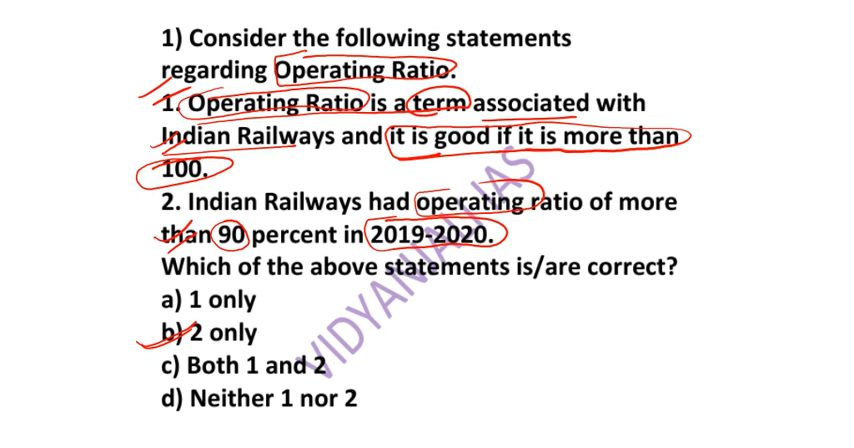 1) Consider the following statements
regarding Operating Ratio.
1. Operating Ratio is a term associated with
Indian Railways and it is good if it is more than
100.
2. Indian Railways had operating ratio of more
than 90 percent in 2019-2020.
Which of the above statements is/are correct?
a) 1 only
b) 2 only
c) Both 1 and 2
d) Neither 1 nor 2
VIDYANJALI IAS